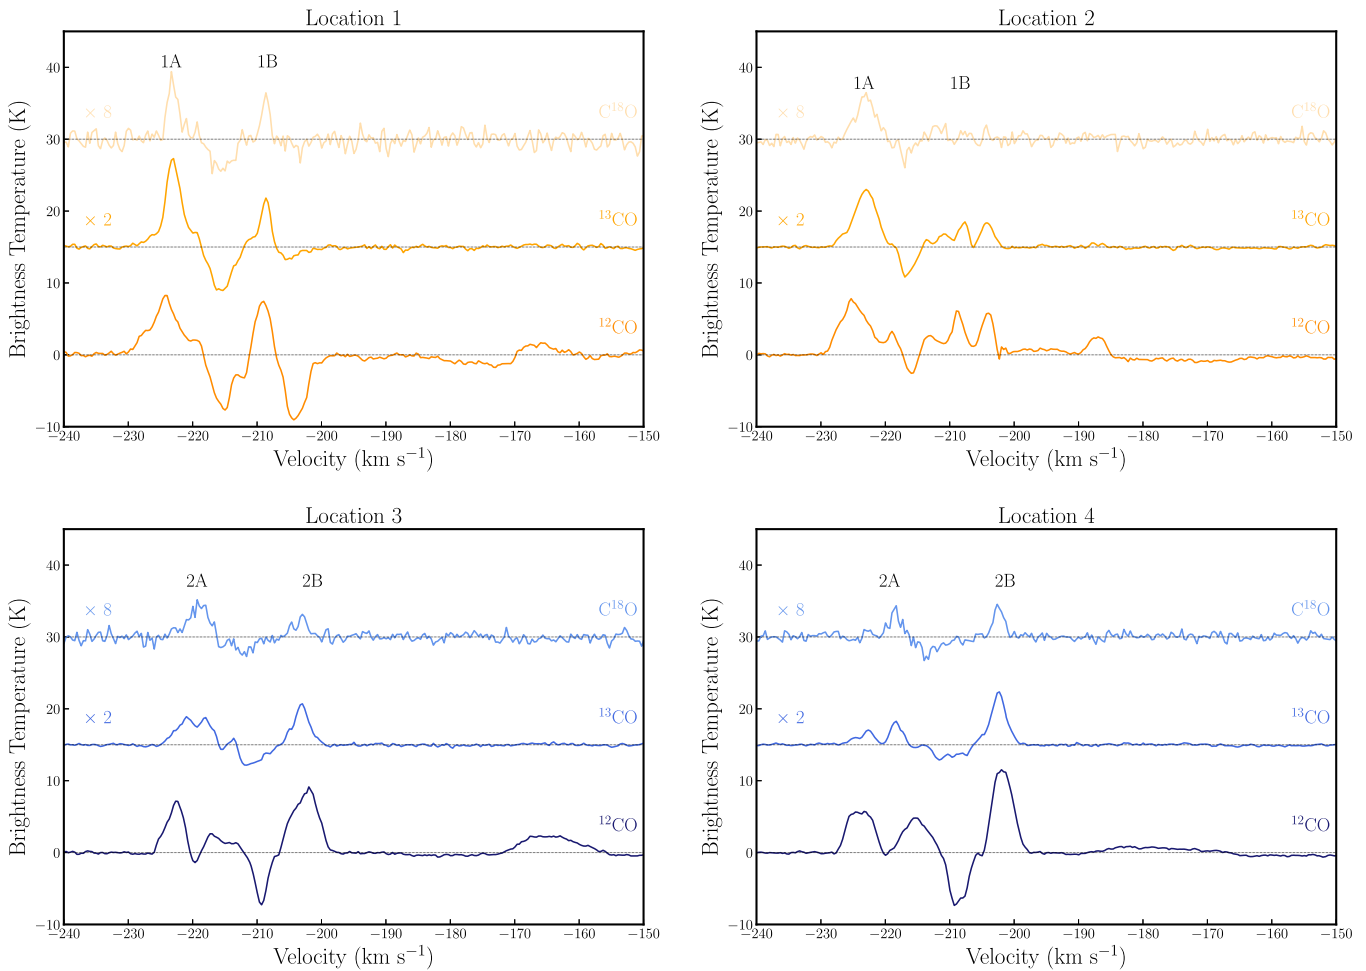 Location 1
Brightness Temperature (K)
40
30
20
10
0
−10
1A
1B
× 8
C¹⁸O
× 2
¹³CO
¹²CO
−240 −230 −220 −210 −200 −190 −180 −170 −160 −150
Velocity (km s⁻¹)
Location 2
Brightness Temperature (K)
40
30
20
10
0
−10
1A
1B
× 8
C¹⁸O
× 2
¹³CO
¹²CO
−240 −230 −220 −210 −200 −190 −180 −170 −160 −150
Velocity (km s⁻¹)
Location 3
Brightness Temperature (K)
40
30
20
10
0
−10
2A
2B
× 8
C¹⁸O
× 2
¹³CO
¹²CO
−240 −230 −220 −210 −200 −190 −180 −170 −160 −150
Velocity (km s⁻¹)
Location 4
Brightness Temperature (K)
40
30
20
10
0
−10
2A
2B
× 8
C¹⁸O
× 2
¹³CO
¹²CO
−240 −230 −220 −210 −200 −190 −180 −170 −160 −150
Velocity (km s⁻¹)